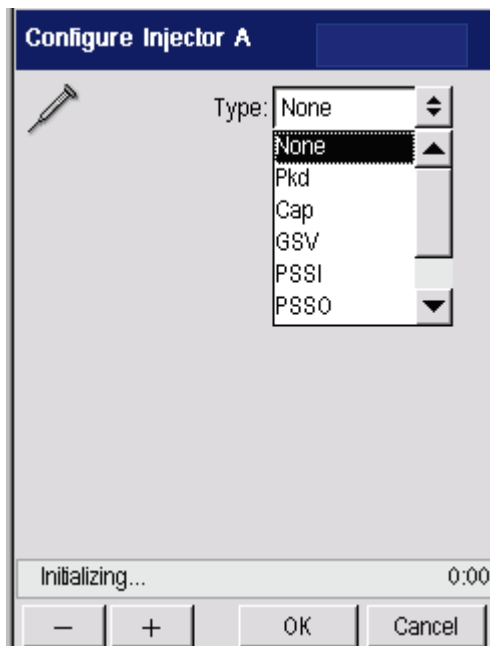 Configure Injector A
Type: None
None
Pkd
Cap
GSV
PSSI
PSSO
Initializing... 0:00
− + OK Cancel